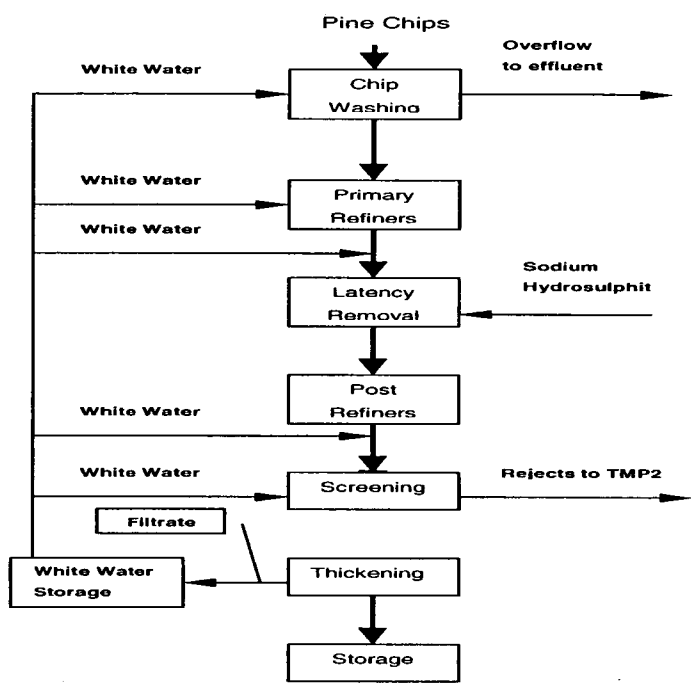 Pine Chips
Overflow
to effluent
White Water
Chip
Washing
White Water
Primary
Refiners
White Water
Sodium
Hydrosulphit
Latency
Removal
Post
Refiners
White Water
White Water
Screening
Rejects to TMP2
Filtrate
White Water
Storage
Thickening
Storage